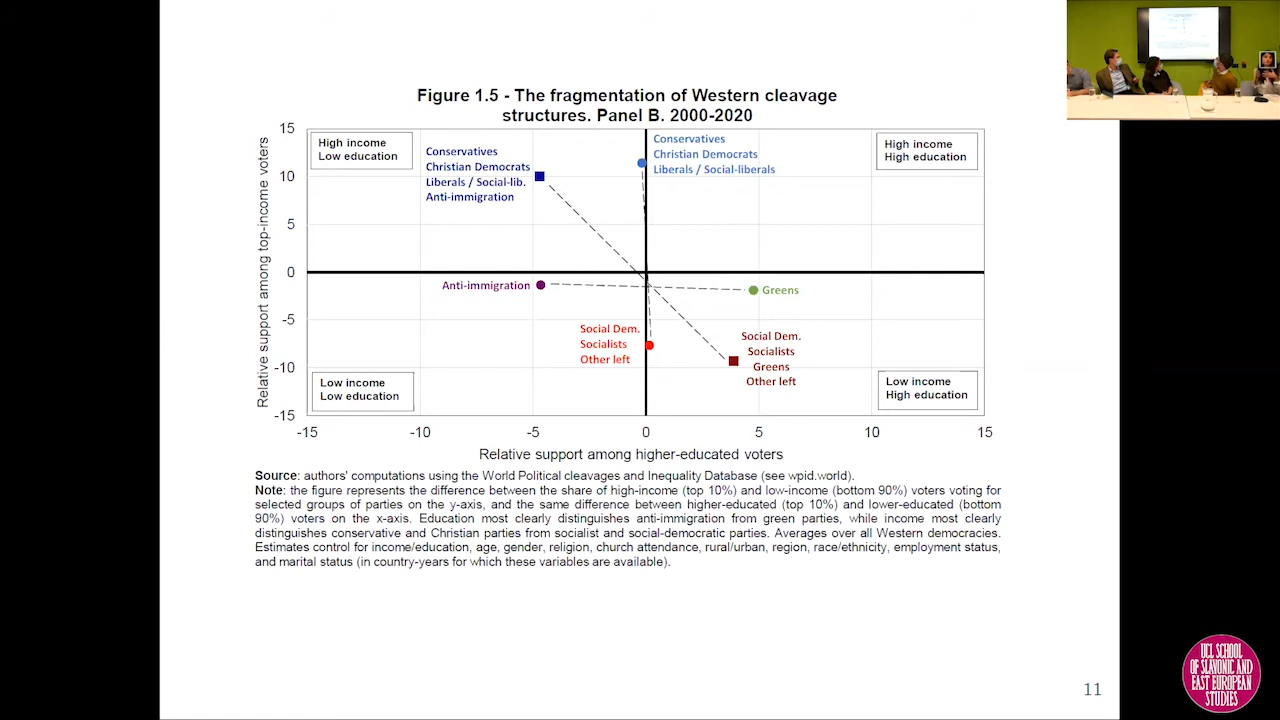 Figure 1.5 - The fragmentation of Western cleavage
structures. Panel B. 2000-2020
Relative support among top-income voters
15
10
5
0
-5
-10
-15
High income
Low education
Conservatives
Christian Democrats
Liberals / Social-lib.
Anti-immigration
Conservatives
Christian Democrats
Liberals / Social-liberals
High income
High education
Anti-immigration
Greens
Social Dem.
Socialists
Other left
Social Dem.
Socialists
Greens
Other left
Low income
Low education
Low income
High education
-15 -10 -5 0 5 10 15
Relative support among higher-educated voters
Source: authors' computations using the World Political cleavages and Inequality Database (see wpid.world).
Note: the figure represents the difference between the share of high-income (top 10%) and low-income (bottom 90%) voters voting for
selected groups of parties on the y-axis, and the same difference between higher-educated (top 10%) and lower-educated (bottom
90%) voters on the x-axis. Education most clearly distinguishes anti-immigration from green parties, while income most clearly
distinguishes conservative and Christian parties from socialist and social-democratic parties. Averages over all Western democracies.
Estimates control for income/education, age, gender, religion, church attendance, rural/urban, region, race/ethnicity, employment status,
and marital status (in country-years for which these variables are available).
UCL SCHOOL
OF SLAVONIC AND
EAST EUROPEAN
STUDIES
11